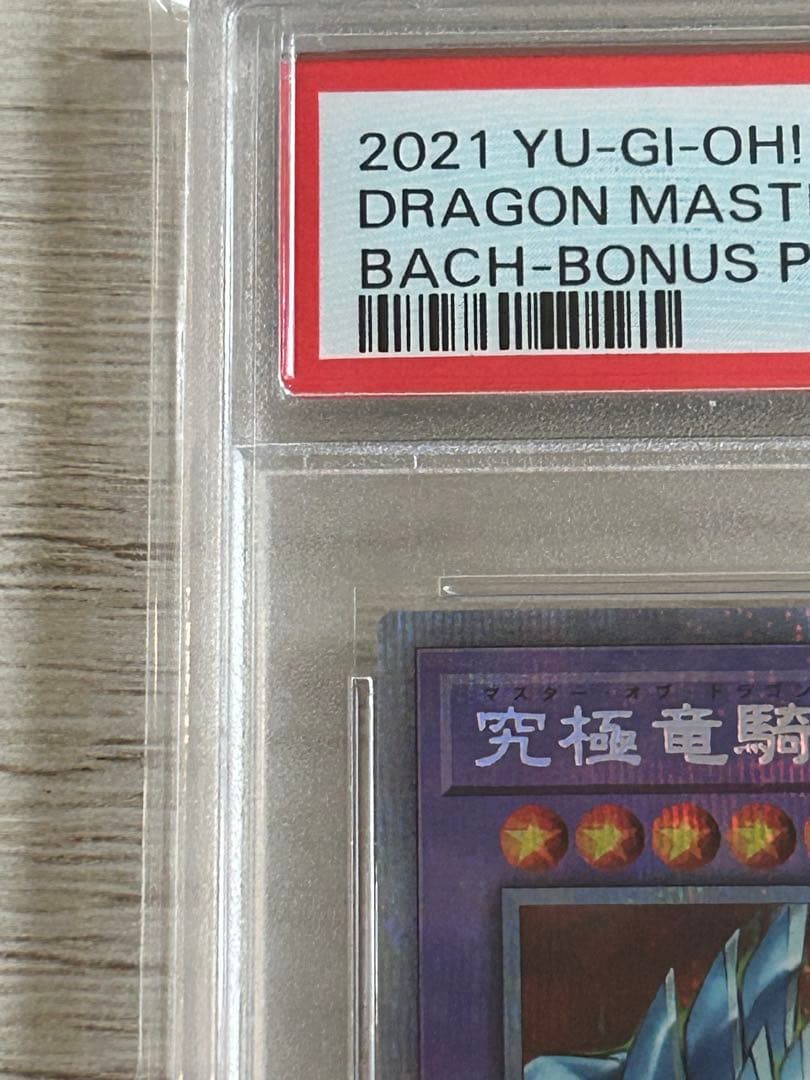 2021 YU-GI-OH!
DRAGON MAST
BACH-BONUS P
マスター オブ ドラゴン
究極竜騎